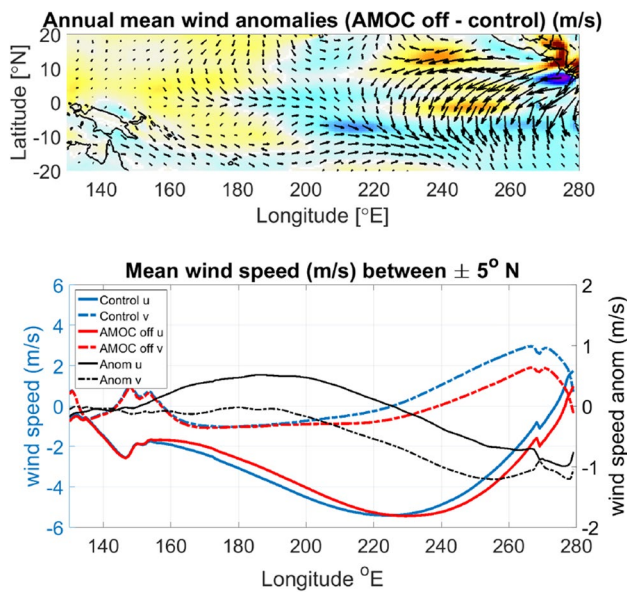 Annual mean wind anomalies (AMOC off - control) (m/s)
Latitude [°N]
20
10
0
-10
-20
140 160 180 200 220 240 260 280
Longitude [°E]
Mean wind speed (m/s) between ± 5° N
wind speed (m/s)
6
4
2
0
-2
-4
-6
Control u
Control v
AMOC off u
AMOC off v
Anom u
Anom v
2
1
0
-1
-2
wind speed anom (m/s)
140 160 180 200 220 240 260 280
Longitude °E